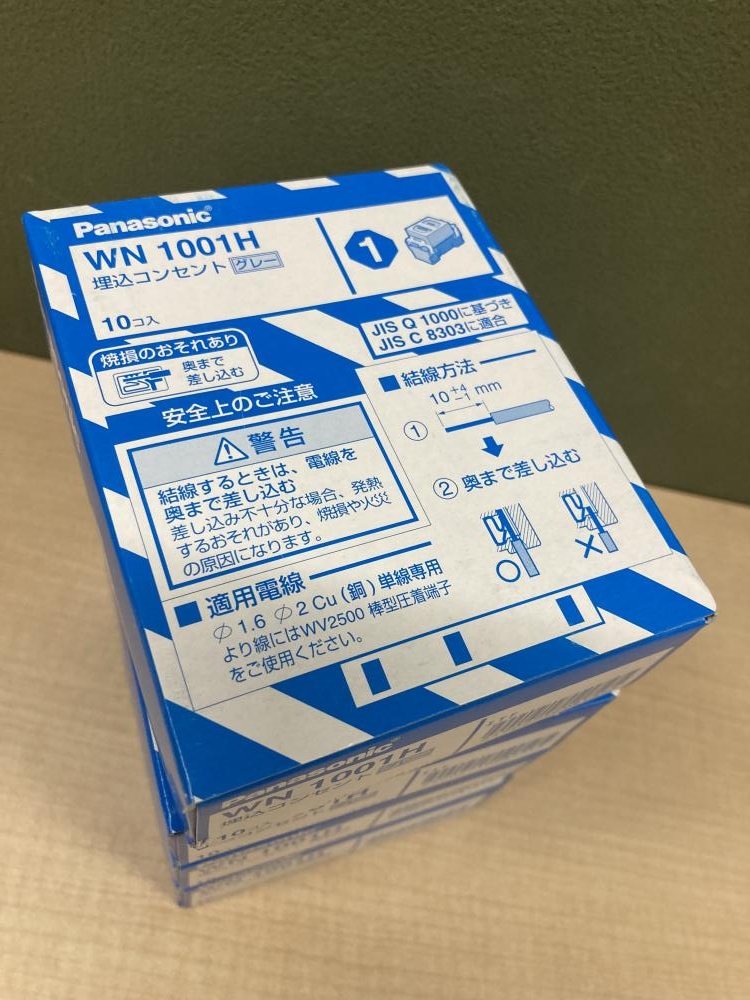 Panasonic®
WN 1001H
埋込コンセント グレー
10コ入
1
JIS Q 1000に基づき
JIS C 8303に適合
焼損のおそれあり
奥まで
差し込む
安全上のご注意
警告
結線するときは、電線を
奥まで差し込む
差し込み不十分な場合、発熱
するおそれがあり、焼損や火災
の原因になります。
■結線方法
10 +4 -1 mm
①
② 奥まで差し込む
○ ×
■適用電線
φ1.6 φ2 Cu(銅)単線専用
より線にはWV2500 棒型圧着端子
をご使用ください。
Panasonic
WN 1001H
埋込コンセント